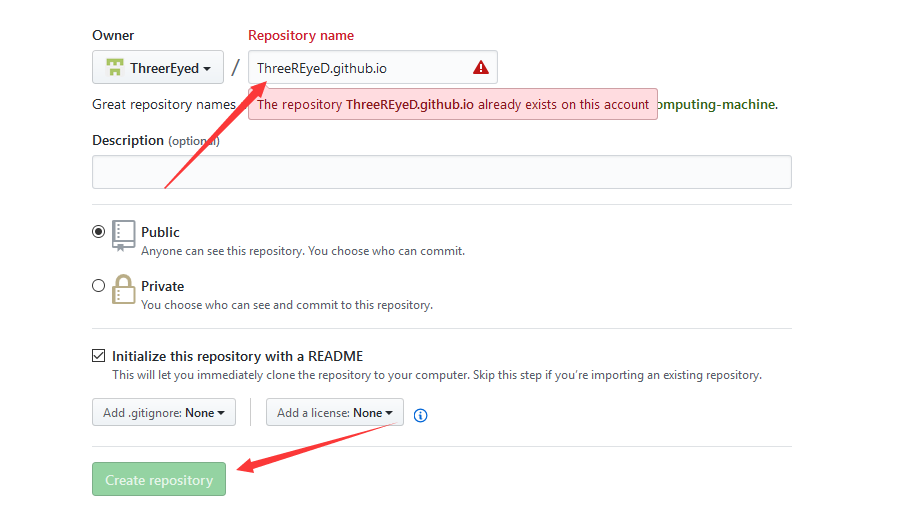 Owner Repository name
ThreerEyed / ThreeREyeD.github.io
Great repository names The repository ThreeREyeD.github.io already exists on this account omputing-machine.
Description (optional)
Public
Anyone can see this repository. You choose who can commit.
Private
You choose who can see and commit to this repository.
Initialize this repository with a README
This will let you immediately clone the repository to your computer. Skip this step if you’re importing an existing repository.
Add .gitignore: None Add a license: None
Create repository